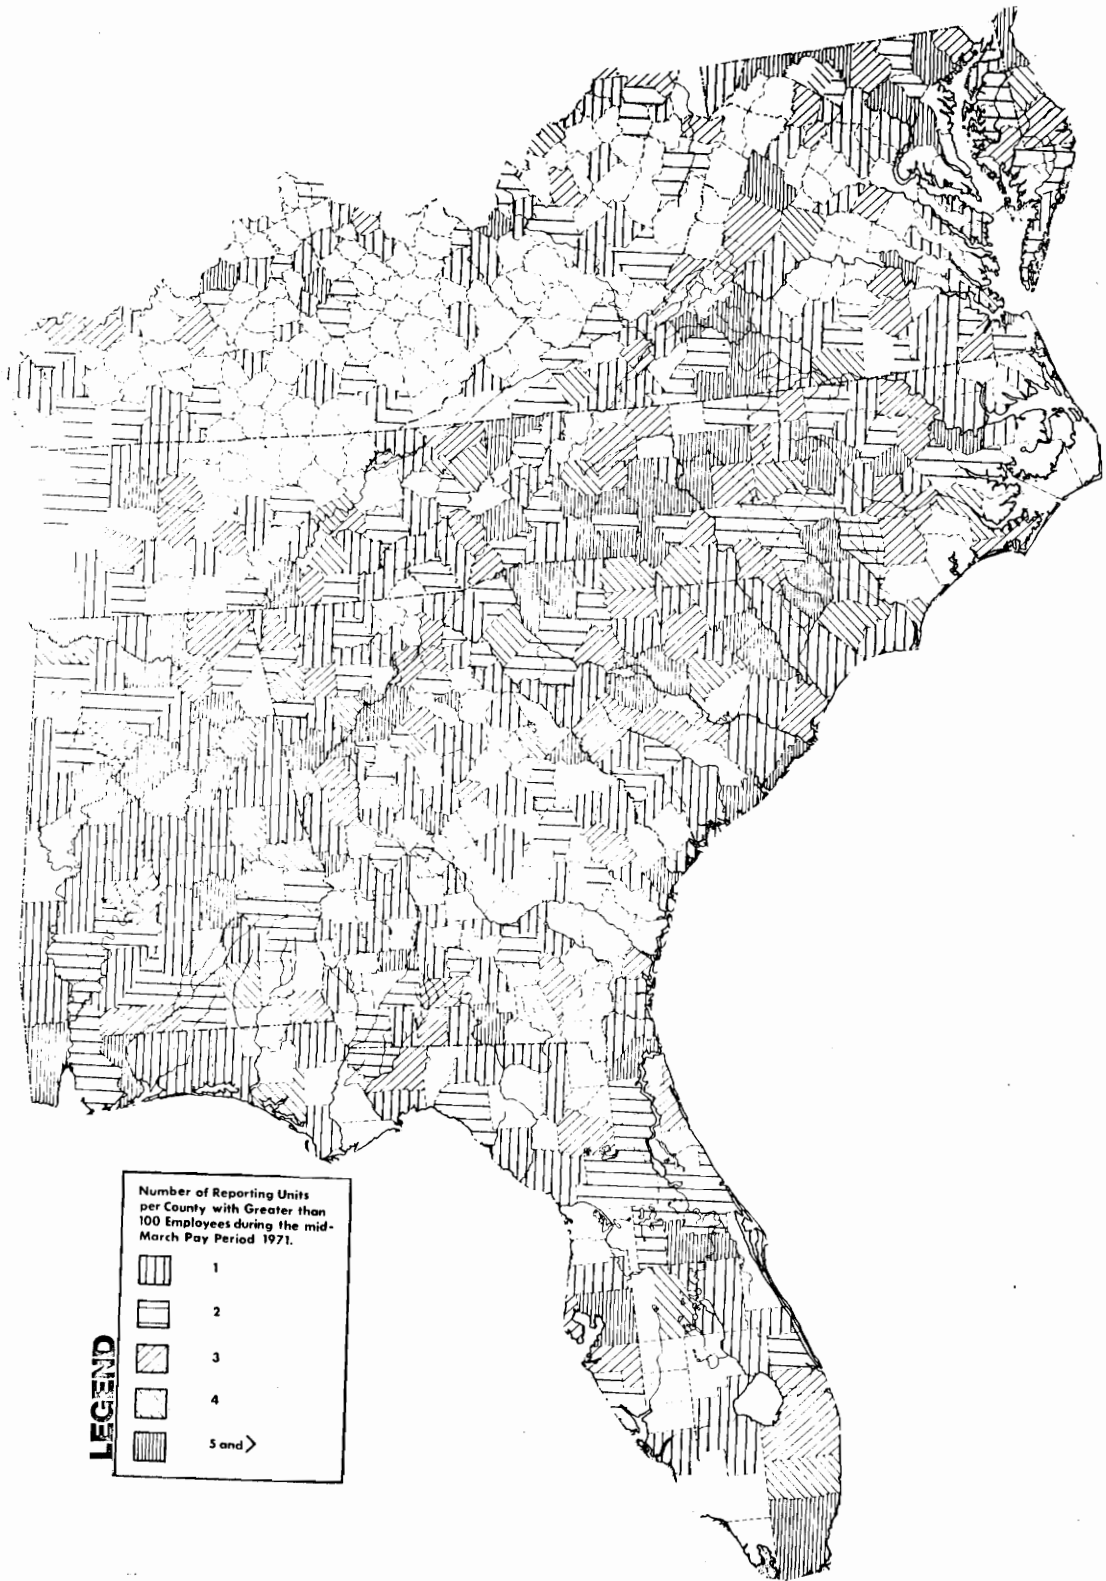 Number of Reporting Units
per County with Greater than
100 Employees during the mid-
March Pay Period 1971.
1
2
3
4
5 and >
LEGEND